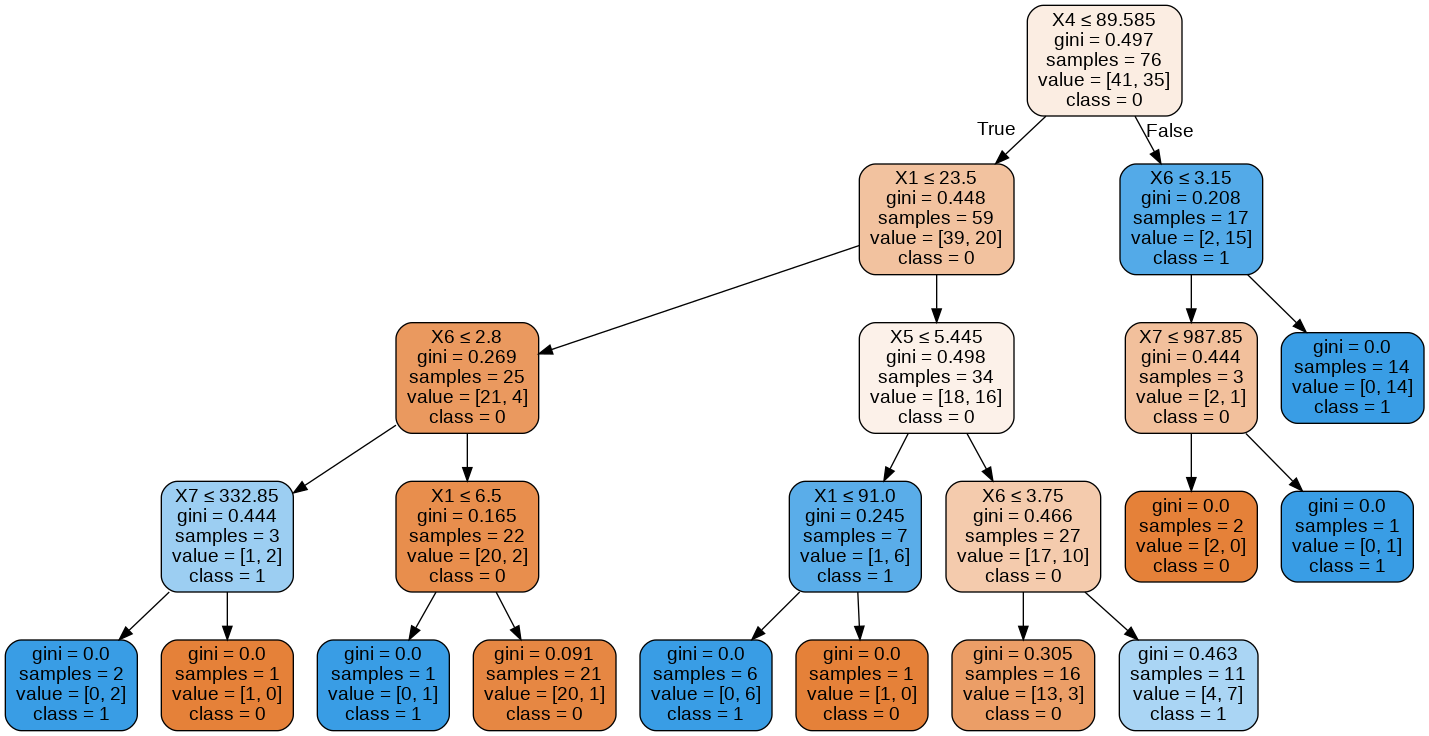 X4 ≤ 89.585
gini = 0.497
samples = 76
value = [41, 35]
class = 0
True
False
X1 ≤ 23.5
gini = 0.448
samples = 59
value = [39, 20]
class = 0
X6 ≤ 3.15
gini = 0.208
samples = 17
value = [2, 15]
class = 1
X6 ≤ 2.8
gini = 0.269
samples = 25
value = [21, 4]
class = 0
X5 ≤ 5.445
gini = 0.498
samples = 34
value = [18, 16]
class = 0
X7 ≤ 987.85
gini = 0.444
samples = 3
value = [2, 1]
class = 0
gini = 0.0
samples = 14
value = [0, 14]
class = 1
X7 ≤ 332.85
gini = 0.444
samples = 3
value = [1, 2]
class = 1
X1 ≤ 6.5
gini = 0.165
samples = 22
value = [20, 2]
class = 0
X1 ≤ 91.0
gini = 0.245
samples = 7
value = [1, 6]
class = 1
X6 ≤ 3.75
gini = 0.466
samples = 27
value = [17, 10]
class = 0
gini = 0.0
samples = 2
value = [2, 0]
class = 0
gini = 0.0
samples = 1
value = [0, 1]
class = 1
gini = 0.0
samples = 2
value = [0, 2]
class = 1
gini = 0.0
samples = 1
value = [1, 0]
class = 0
gini = 0.0
samples = 1
value = [0, 1]
class = 1
gini = 0.091
samples = 21
value = [20, 1]
class = 0
gini = 0.0
samples = 6
value = [0, 6]
class = 1
gini = 0.0
samples = 1
value = [1, 0]
class = 0
gini = 0.305
samples = 16
value = [13, 3]
class = 0
gini = 0.463
samples = 11
value = [4, 7]
class = 1